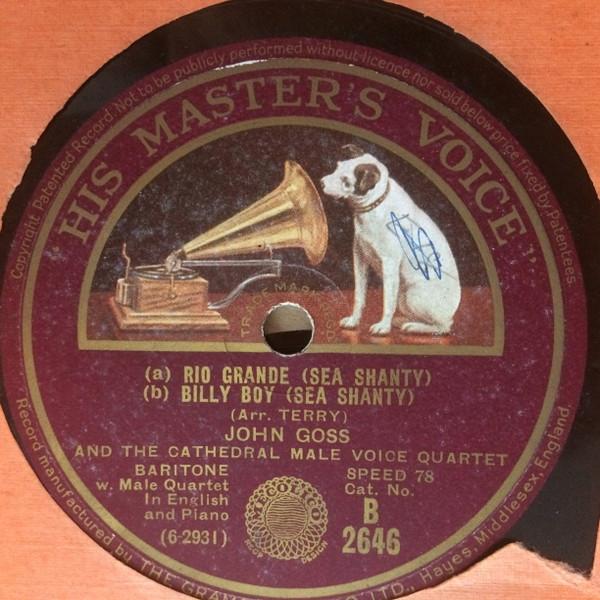 Copyright Patented Record. Not to be publicly performed without licence nor sold below price fixed by Patentees.
"HIS MASTER'S VOICE"
TRADE MARK
(a) RIO GRANDE (SEA SHANTY)
(b) BILLY BOY (SEA SHANTY)
(Arr. TERRY)
JOHN GOSS
AND THE CATHEDRAL MALE VOICE QUARTET
BARITONE SPEED 78
w. Male Quartet Cat. No.
In English B
and Piano
(6-2931) 2646
REGD DESIGN
Record manufactured by THE GRAM CO., LTD., Hayes, Middlesex, England.